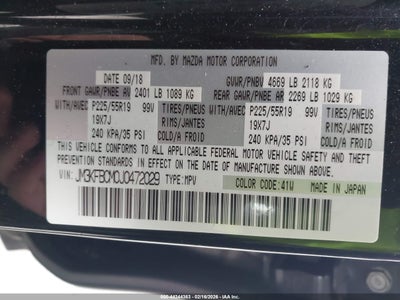 MFD. BY MAZDA MOTOR CORPORATION
DATE 09/18 GVWR/PNBV 4669 LB 2118 KG
FRONT GAWR/PNBE AV 2401 LB 1089 KG REAR GAWR/PNBE AR 2268 LB 1029 KG
WITH/AVEC P225/55R19 99V TIRES/PNEUS WITH/AVEC P225/55R19 99V TIRES/PNEUS
19X7J RIMS/JANTES 19X7J RIMS/JANTES
240 KPA/35 PSI COLD/A FROID 240 KPA/35 PSI COLD/A FROID
THIS VEHICLE CONFORMS TO ALL APPLICABLE FEDERAL MOTOR VEHICLE SAFETY, BUMPER, AND THEFT
PREVENTION STANDARDS IN EFFECT ON THE DATE OF MANUFACTURE SHOWN ABOVE.
VIN: JM3KFBCM0J0472029 TYPE:MPV COLOR CODE:41W MADE IN JAPAN